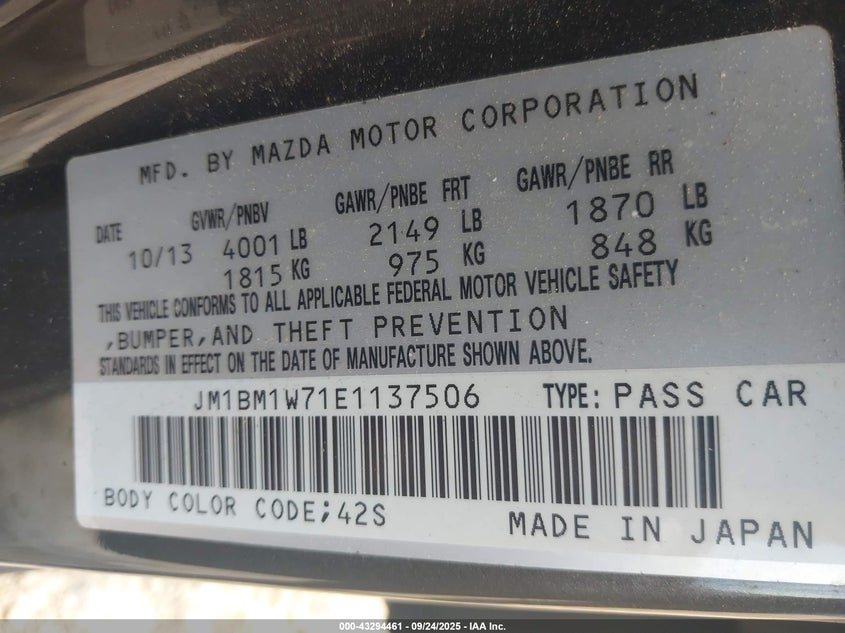 MFD. BY MAZDA MOTOR CORPORATION
DATE GVWR/PNBV GAWR/PNBE FRT GAWR/PNBE RR
10/13 4001 LB 2149 LB 1870 LB
1815 KG 975 KG 848 KG
THIS VEHICLE CONFORMS TO ALL APPLICABLE FEDERAL MOTOR VEHICLE SAFETY
,BUMPER,AND THEFT PREVENTION
STANDARDS IN EFFECT ON THE DATE OF MANUFACTURE SHOWN ABOVE.
JM1BM1W71E1137506 TYPE: PASS CAR
BODY COLOR CODE;42S MADE IN JAPAN
000-43294461 - 09/24/2025 - IAA Inc.